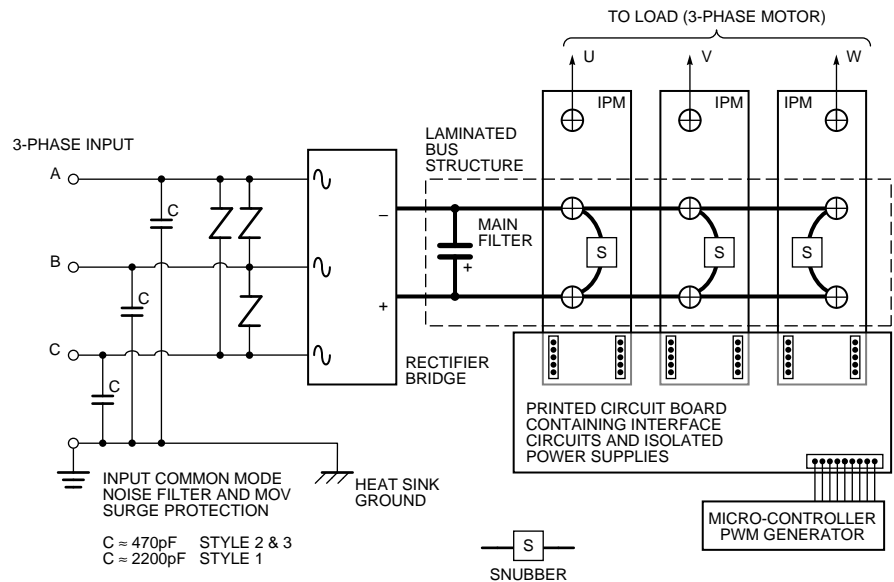 TO LOAD (3-PHASE MOTOR)
U
V
W
IPM
IPM
IPM
LAMINATED
BUS
STRUCTURE
3-PHASE INPUT
A
C
−
MAIN
FILTER
+
S
S
S
B
C
+
C
C
RECTIFIER
BRIDGE
PRINTED CIRCUIT BOARD
CONTAINING INTERFACE
CIRCUITS AND ISOLATED
POWER SUPPLIES
INPUT COMMON MODE
NOISE FILTER AND MOV
SURGE PROTECTION
HEAT SINK
GROUND
C ≈ 470pF STYLE 2 & 3
C ≈ 2200pF STYLE 1
MICRO-CONTROLLER
PWM GENERATOR
S
SNUBBER